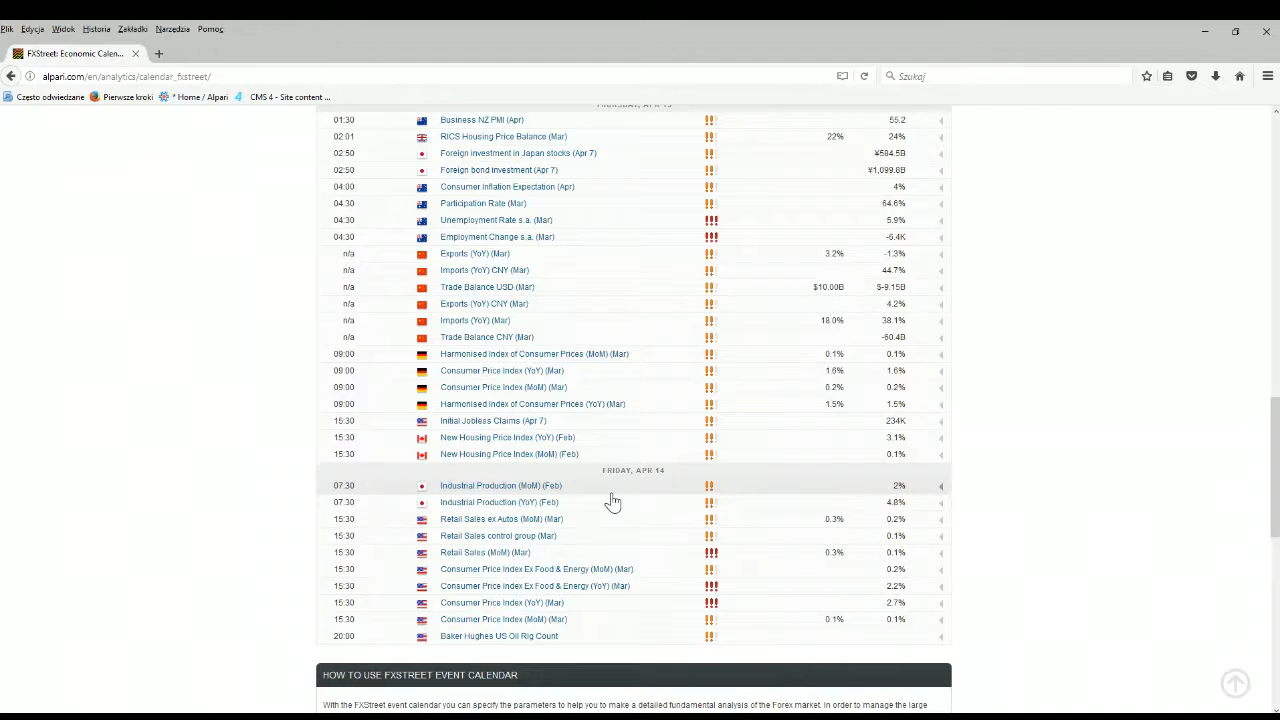 Plik Edycja Widok Historia Zakładki Narzędzia Pomoc
FXStreet: Economic Calen...
alpari.com/en/analytics/calendar_fxstreet/ Szukaj
Często odwiedzane Pierwsze kroki * Home / Alpari CMS 4 - Site content ...
01:30 Business NZ PMI (Apr) 55.2
02:01 RICS Housing Price Balance (Mar) 22% 24%
02:50 Foreign investment in Japan stocks (Apr 7) ¥584.5B
02:50 Foreign bond investment (Apr 7) ¥1,099.8B
04:00 Consumer Inflation Expectation (Apr) 4%
04:30 Participation Rate (Mar) 64.6%
04:30 Unemployment Rate s.a. (Mar) 5.9%
04:30 Employment Change s.a. (Mar) -6.4K
n/a Exports (YoY) (Mar) 3.2% -1.3%
n/a Imports (YoY) CNY (Mar) 44.7%
n/a Trade Balance USD (Mar) $10.00B $-9.15B
n/a Exports (YoY) CNY (Mar) 4.2%
n/a Imports (YoY) (Mar) 18.0% 38.1%
n/a Trade Balance CNY (Mar) -60.4B
09:00 Harmonised Index of Consumer Prices (MoM) (Mar) 0.1% 0.1%
09:00 Consumer Price Index (YoY) (Mar) 1.6% 1.6%
09:00 Consumer Price Index (MoM) (Mar) 0.2% 0.2%
09:00 Harmonised Index of Consumer Prices (YoY) (Mar) 1.5% 1.5%
15:30 Initial Jobless Claims (Apr 7) 234K
15:30 New Housing Price Index (YoY) (Feb) 3.1%
15:30 New Housing Price Index (MoM) (Feb) 0.1%
FRIDAY, APR 14
07:30 Industrial Production (MoM) (Feb) 2%
07:30 Industrial Production (YoY) (Feb) 4.8%
15:30 Retail Sales ex Autos (MoM) (Mar) 0.3% 0.2%
15:30 Retail Sales control group (Mar) 0.1%
15:30 Retail Sales (MoM) (Mar) 0.3% 0.1%
15:30 Consumer Price Index Ex Food & Energy (MoM) (Mar) 0.2%
15:30 Consumer Price Index Ex Food & Energy (YoY) (Mar) 2.2%
15:30 Consumer Price Index (YoY) (Mar) 2.7%
15:30 Consumer Price Index (MoM) (Mar) 0.1% 0.1%
20:00 Baker Hughes US Oil Rig Count
HOW TO USE FXSTREET EVENT CALENDAR
With the FXStreet event calendar you can specify the parameters to help you to make a detailed fundamental analysis of the Forex market. In order to manage the large